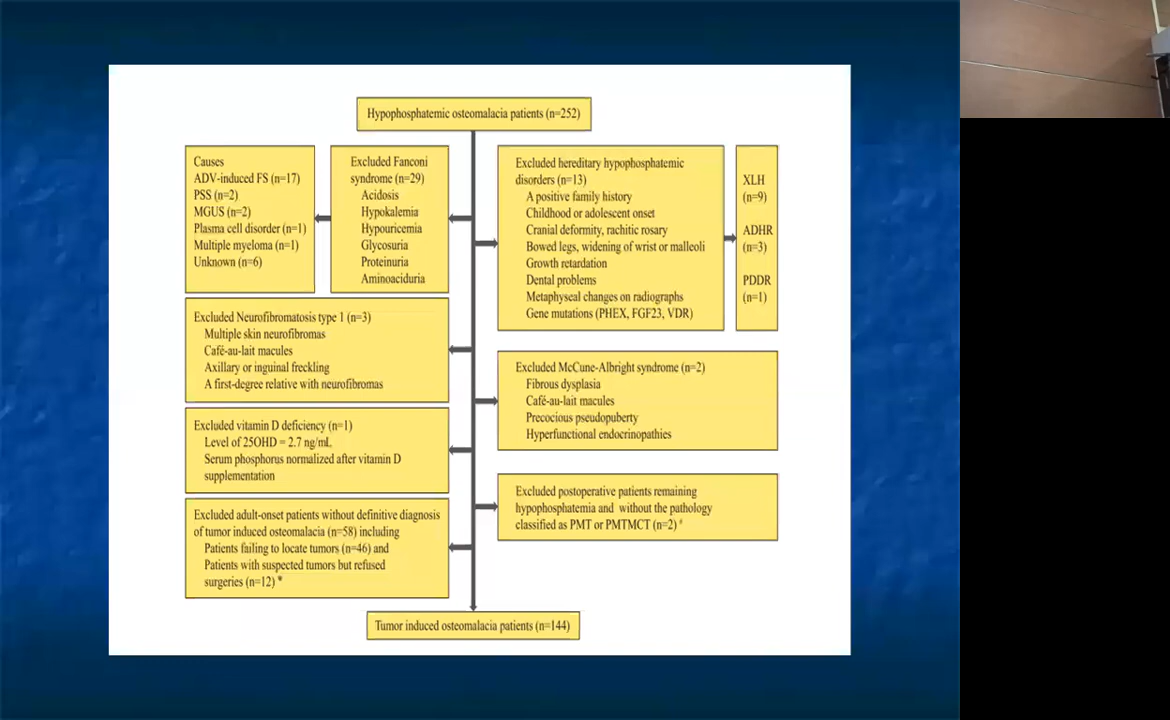 Hypophosphatemic osteomalacia patients (n=252)
Causes
ADV-induced FS (n=17)
PSS (n=2)
MGUS (n=2)
Plasma cell disorder (n=1)
Multiple myeloma (n=1)
Unknown (n=6)
Excluded Fanconi
syndrome (n=29)
Acidosis
Hypokalemia
Hypouricemia
Glycosuria
Proteinuria
Aminoaciduria
Excluded hereditary hypophosphatemic
disorders (n=13)
A positive family history
Childhood or adolescent onset
Cranial deformity, rachitic rosary
Bowed legs, widening of wrist or malleoli
Growth retardation
Dental problems
Metaphyseal changes on radiographs
Gene mutations (PHEX, FGF23, VDR)
XLH
(n=9)
ADHR
(n=3)
PDDR
(n=1)
Excluded Neurofibromatosis type 1 (n=3)
Multiple skin neurofibromas
Café-au-lait macules
Axillary or inguinal freckling
A first-degree relative with neurofibromas
Excluded McCune-Albright syndrome (n=2)
Fibrous dysplasia
Café-au-lait macules
Precocious pseudopuberty
Hyperfunctional endocrinopathies
Excluded vitamin D deficiency (n=1)
Level of 25OHD = 2.7 ng/mL
Serum phosphorus normalized after vitamin D
supplementation
Excluded postoperative patients remaining
hypophosphatemia and without the pathology
classified as PMT or PMTMCT (n=2) #
Excluded adult-onset patients without definitive diagnosis
of tumor induced osteomalacia (n=58) including
Patients failing to locate tumors (n=46) and
Patients with suspected tumors but refused
surgeries (n=12) *
Tumor induced osteomalacia patients (n=144)